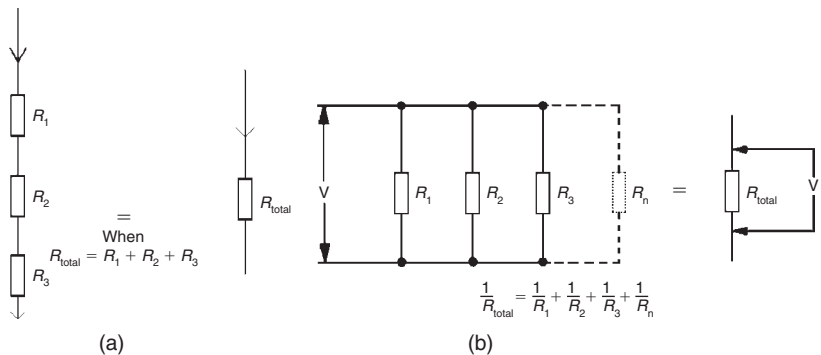 R1
R2
R3
=
When
Rtotal = R1 + R2 + R3
Rtotal
(a)
V
R1
R2
R3
Rn
=
Rtotal
V
1/Rtotal = 1/R1 + 1/R2 + 1/R3 + 1/Rn
(b)